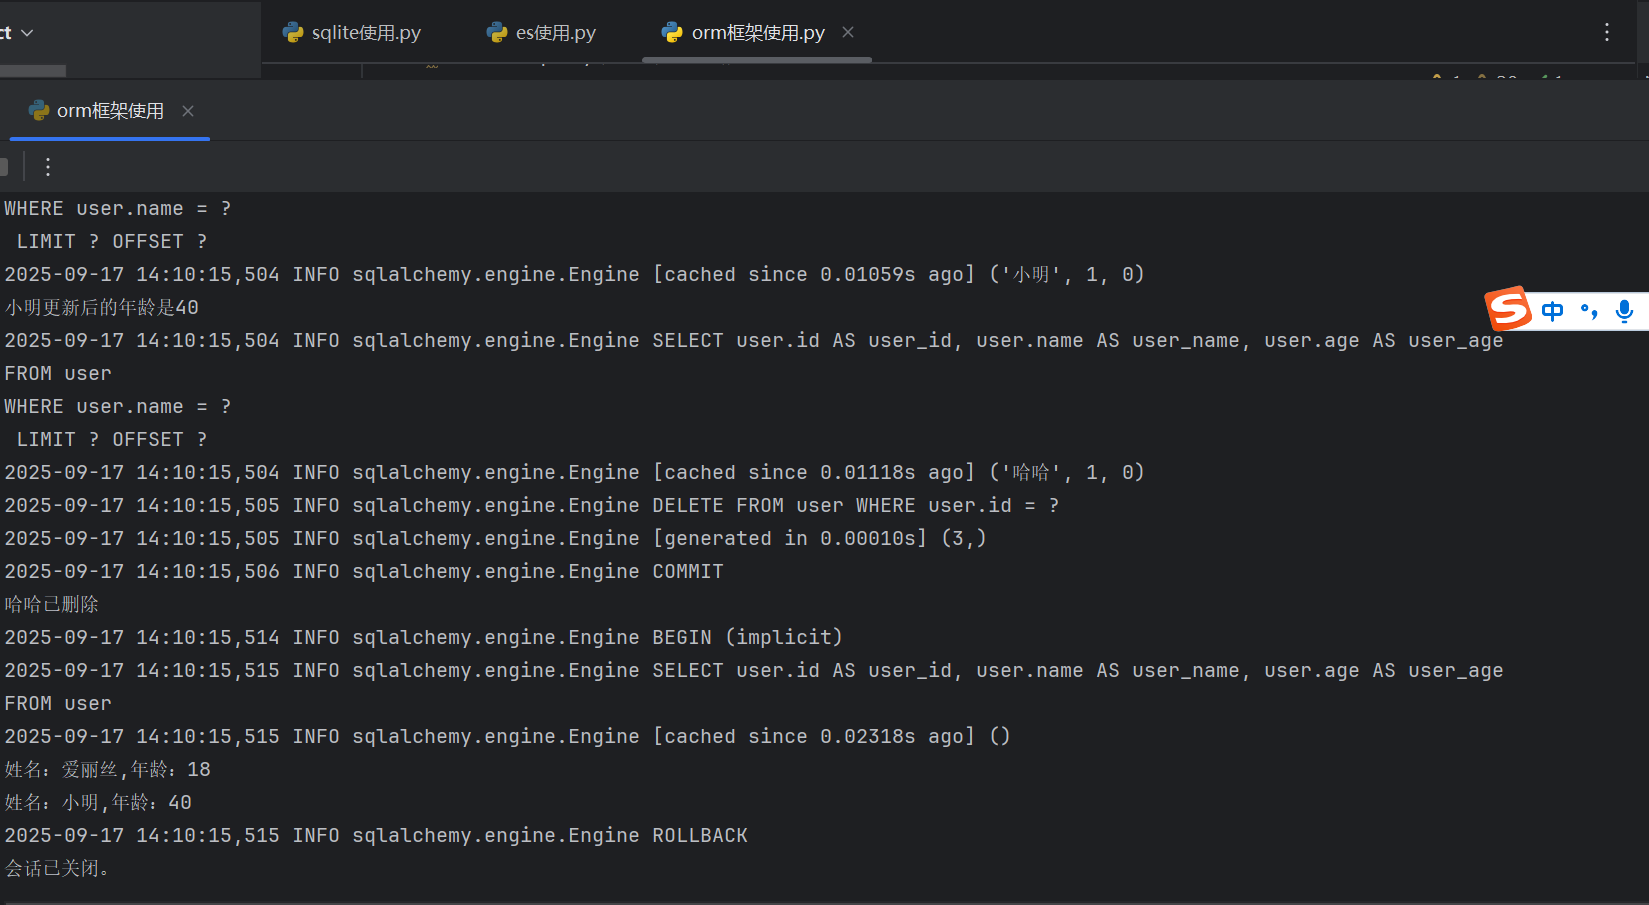 ct
sqlite使用.py
es使用.py
orm框架使用.py
orm框架使用
WHERE user.name = ?
 LIMIT ? OFFSET ?
2025-09-17 14:10:15,504 INFO sqlalchemy.engine.Engine [cached since 0.01059s ago] ('小明', 1, 0)
小明更新后的年龄是40
2025-09-17 14:10:15,504 INFO sqlalchemy.engine.Engine SELECT user.id AS user_id, user.name AS user_name, user.age AS user_age
FROM user
WHERE user.name = ?
 LIMIT ? OFFSET ?
2025-09-17 14:10:15,504 INFO sqlalchemy.engine.Engine [cached since 0.01118s ago] ('哈哈', 1, 0)
2025-09-17 14:10:15,505 INFO sqlalchemy.engine.Engine DELETE FROM user WHERE user.id = ?
2025-09-17 14:10:15,505 INFO sqlalchemy.engine.Engine [generated in 0.00010s] (3,)
2025-09-17 14:10:15,506 INFO sqlalchemy.engine.Engine COMMIT
哈哈已删除
2025-09-17 14:10:15,514 INFO sqlalchemy.engine.Engine BEGIN (implicit)
2025-09-17 14:10:15,515 INFO sqlalchemy.engine.Engine SELECT user.id AS user_id, user.name AS user_name, user.age AS user_age
FROM user
2025-09-17 14:10:15,515 INFO sqlalchemy.engine.Engine [cached since 0.02318s ago] ()
姓名：爱丽丝,年龄：18
姓名：小明,年龄：40
2025-09-17 14:10:15,515 INFO sqlalchemy.engine.Engine ROLLBACK
会话已关闭。
S 中 °,